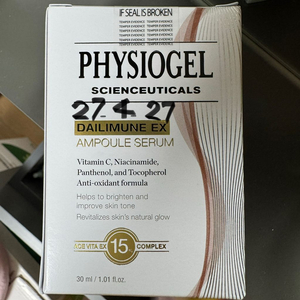 IF SEAL IS BROKEN
PHYSIOGEL
SCIENCEUTICALS
27.4.27
DAILIMUNE EX
AMPOULE SERUM
Vitamin C, Niacinamide,
Panthenol, and Tocopherol
Anti-oxidant formula
Helps to brighten and
improve skin tone
Revitalizes skin's natural glow
VITA EX 15% COMPLEX
30 ml / 1.01 fl.oz.